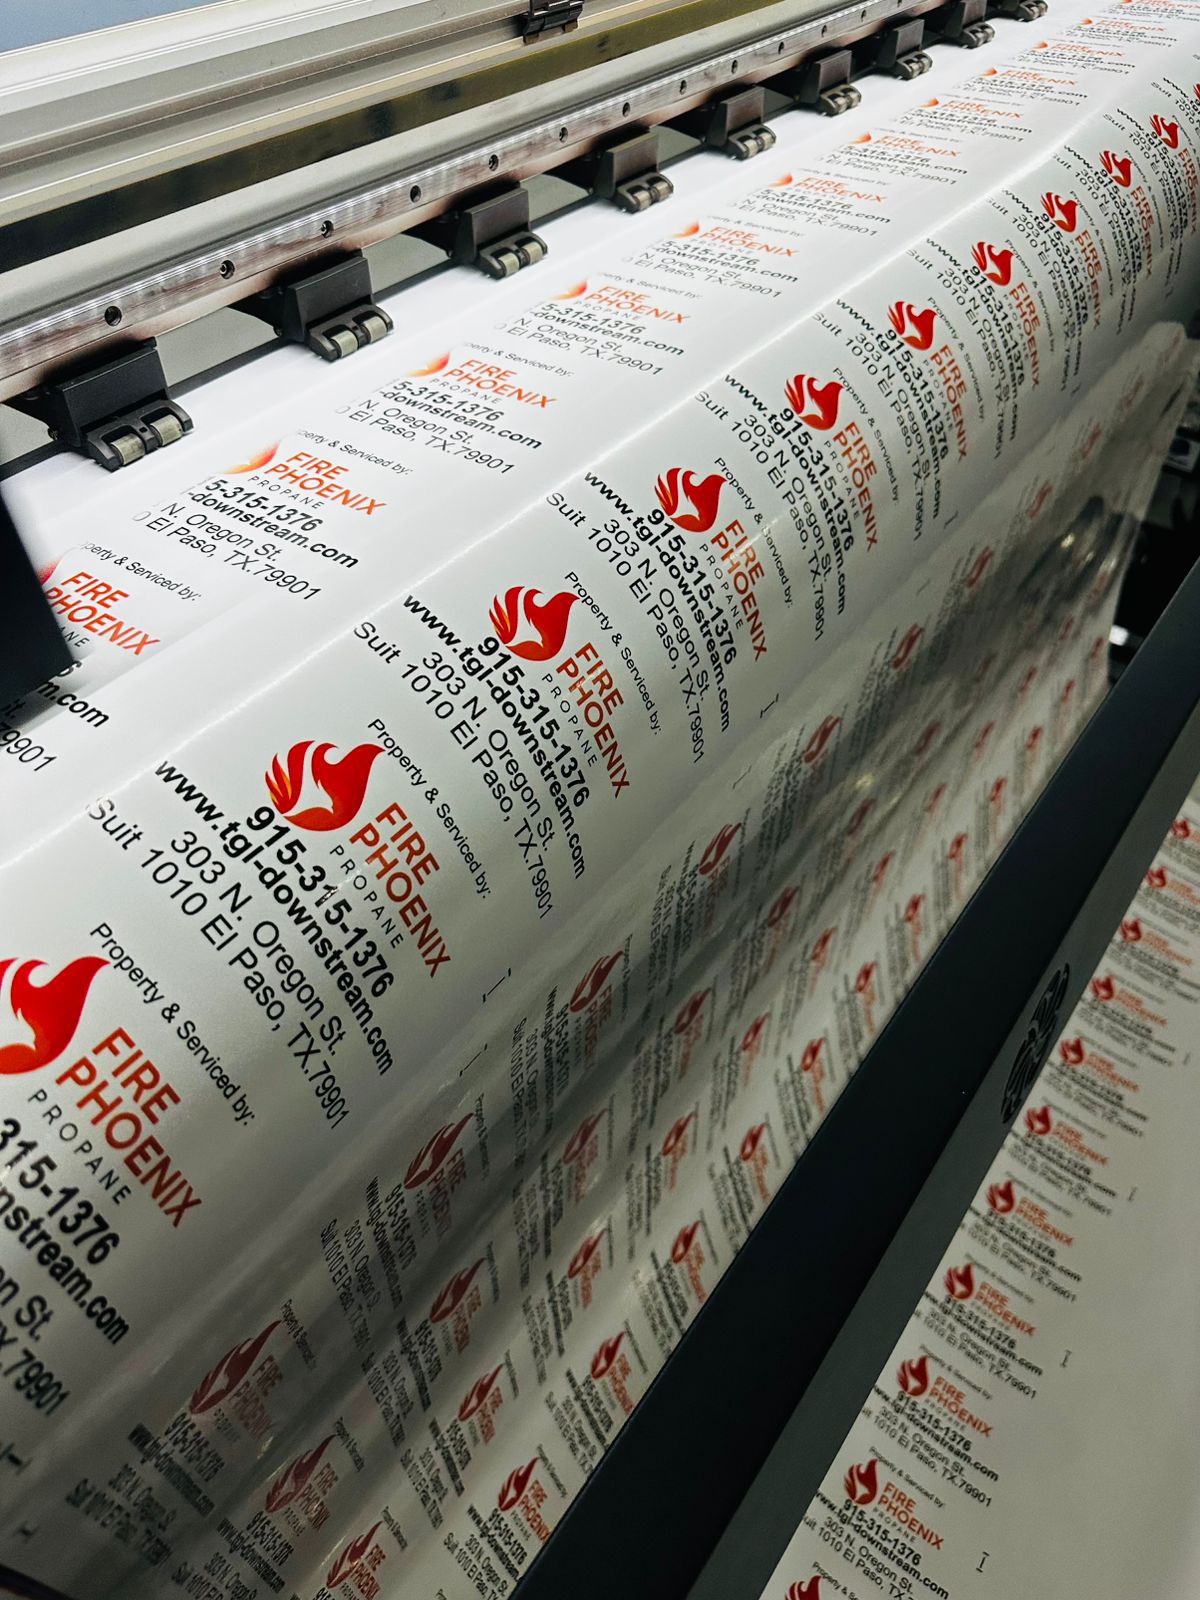 Property & Serviced by:
FIRE
PHOENIX
PROPANE
915-315-1376
www.tgl-downstream.com
303 N. Oregon St.
Suit 1010 El Paso, TX.79901